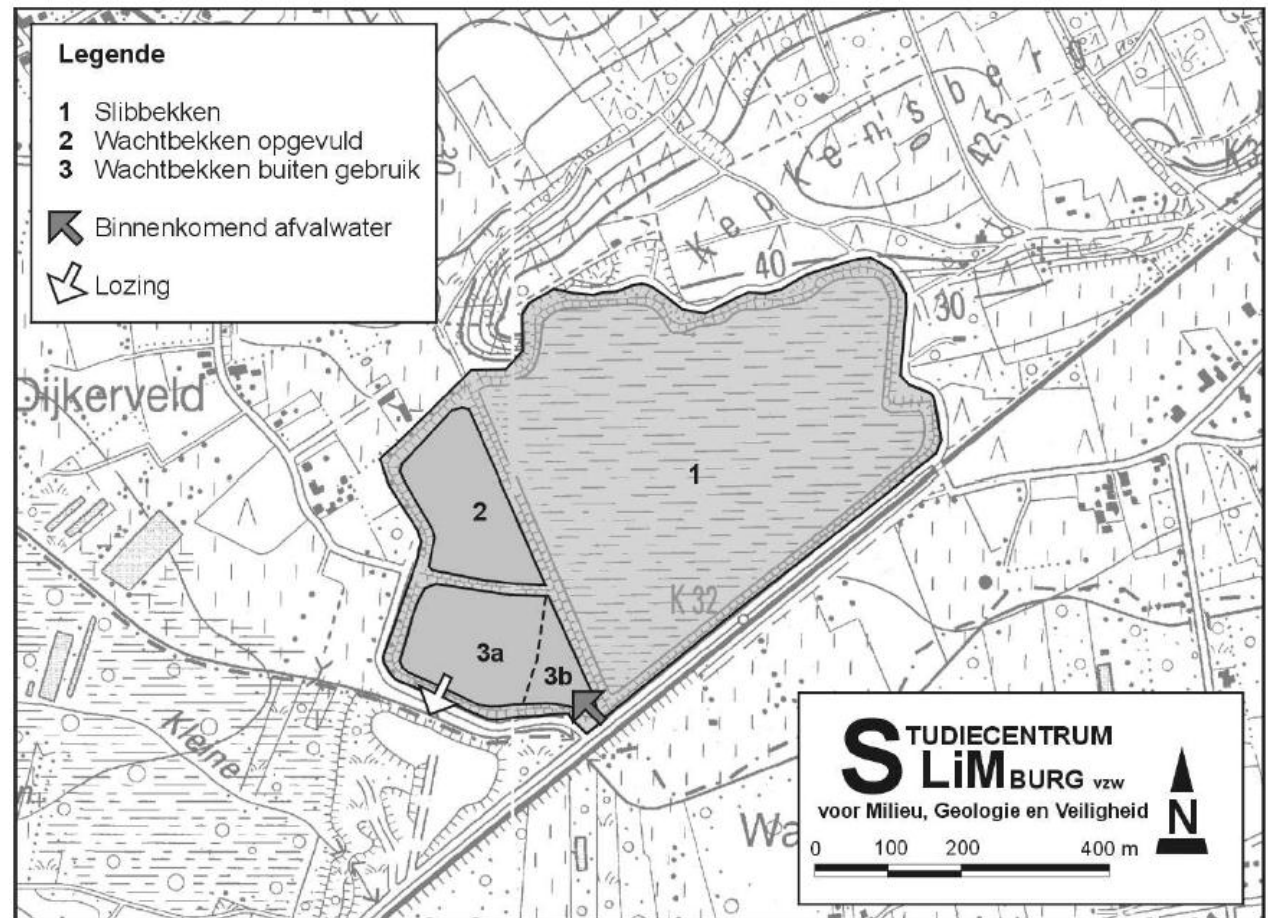 Legende
1 Slibbekken
2 Wachtbekken opgevuld
3 Wachtbekken buiten gebruik
Binnenkomend afvalwater
Lozing
Kepkensberg
42,5
40
30
Dijkerveld
1
2
K 32
3a
3b
Kleine
Wa
STUDIECENTRUM
LiMBURG vzw
voor Milieu, Geologie en Veiligheid
N
0 100 200 400 m